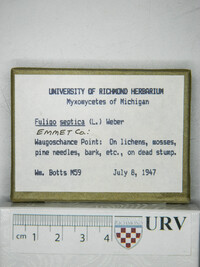 UNIVERSITY OF RICHMOND HERBARIUM
Myxomycetes of Michigan
Fuligo septica (L.) Weber
EMMET Co.:
Waugoschance Point: On lichens, mosses,
pine needles, bark, etc., on dead stump.
Wm. Botts M59
July 8, 1947
URV
cm 1 2 3 4 5